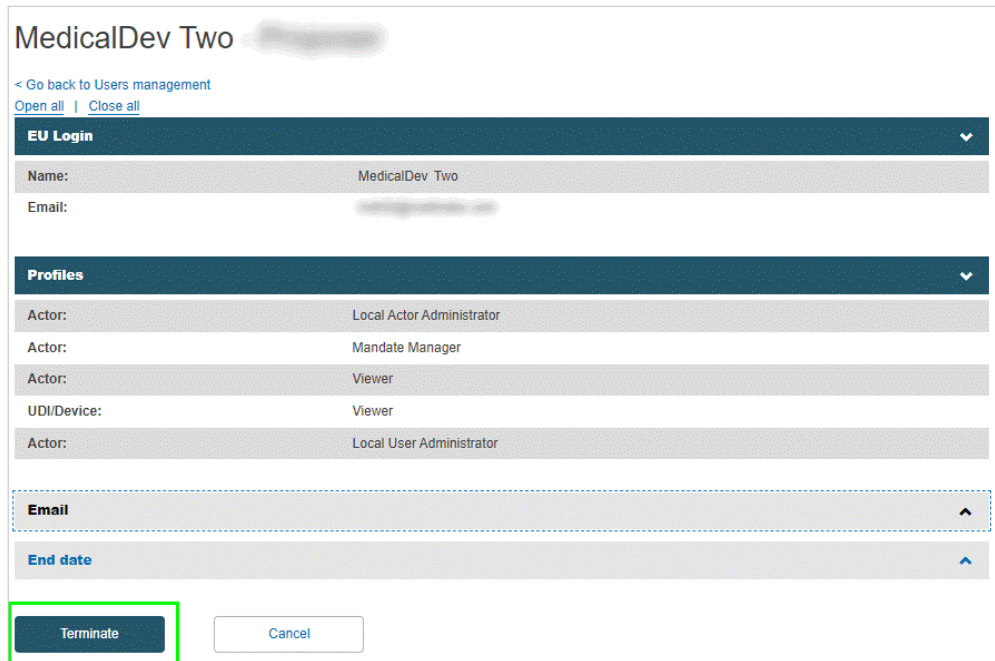 MedicalDev Two
< Go back to Users management
Open all | Close all
EU Login
Name: MedicalDev Two
Email:
Profiles
Actor: Local Actor Administrator
Actor: Mandate Manager
Actor: Viewer
UDI/Device: Viewer
Actor: Local User Administrator
Email
End date
Terminate Cancel